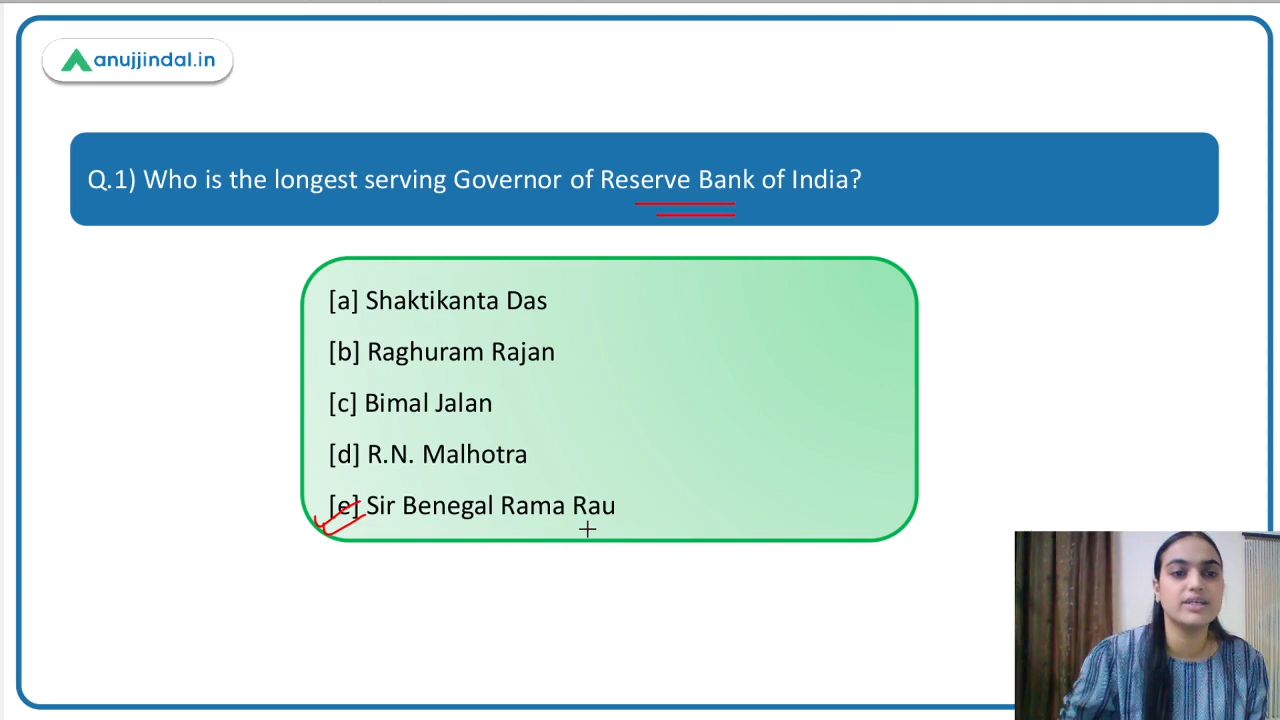 anujjindal.in
Q.1) Who is the longest serving Governor of Reserve Bank of India?
[a] Shaktikanta Das
[b] Raghuram Rajan
[c] Bimal Jalan
[d] R.N. Malhotra
[e] Sir Benegal Rama Rau